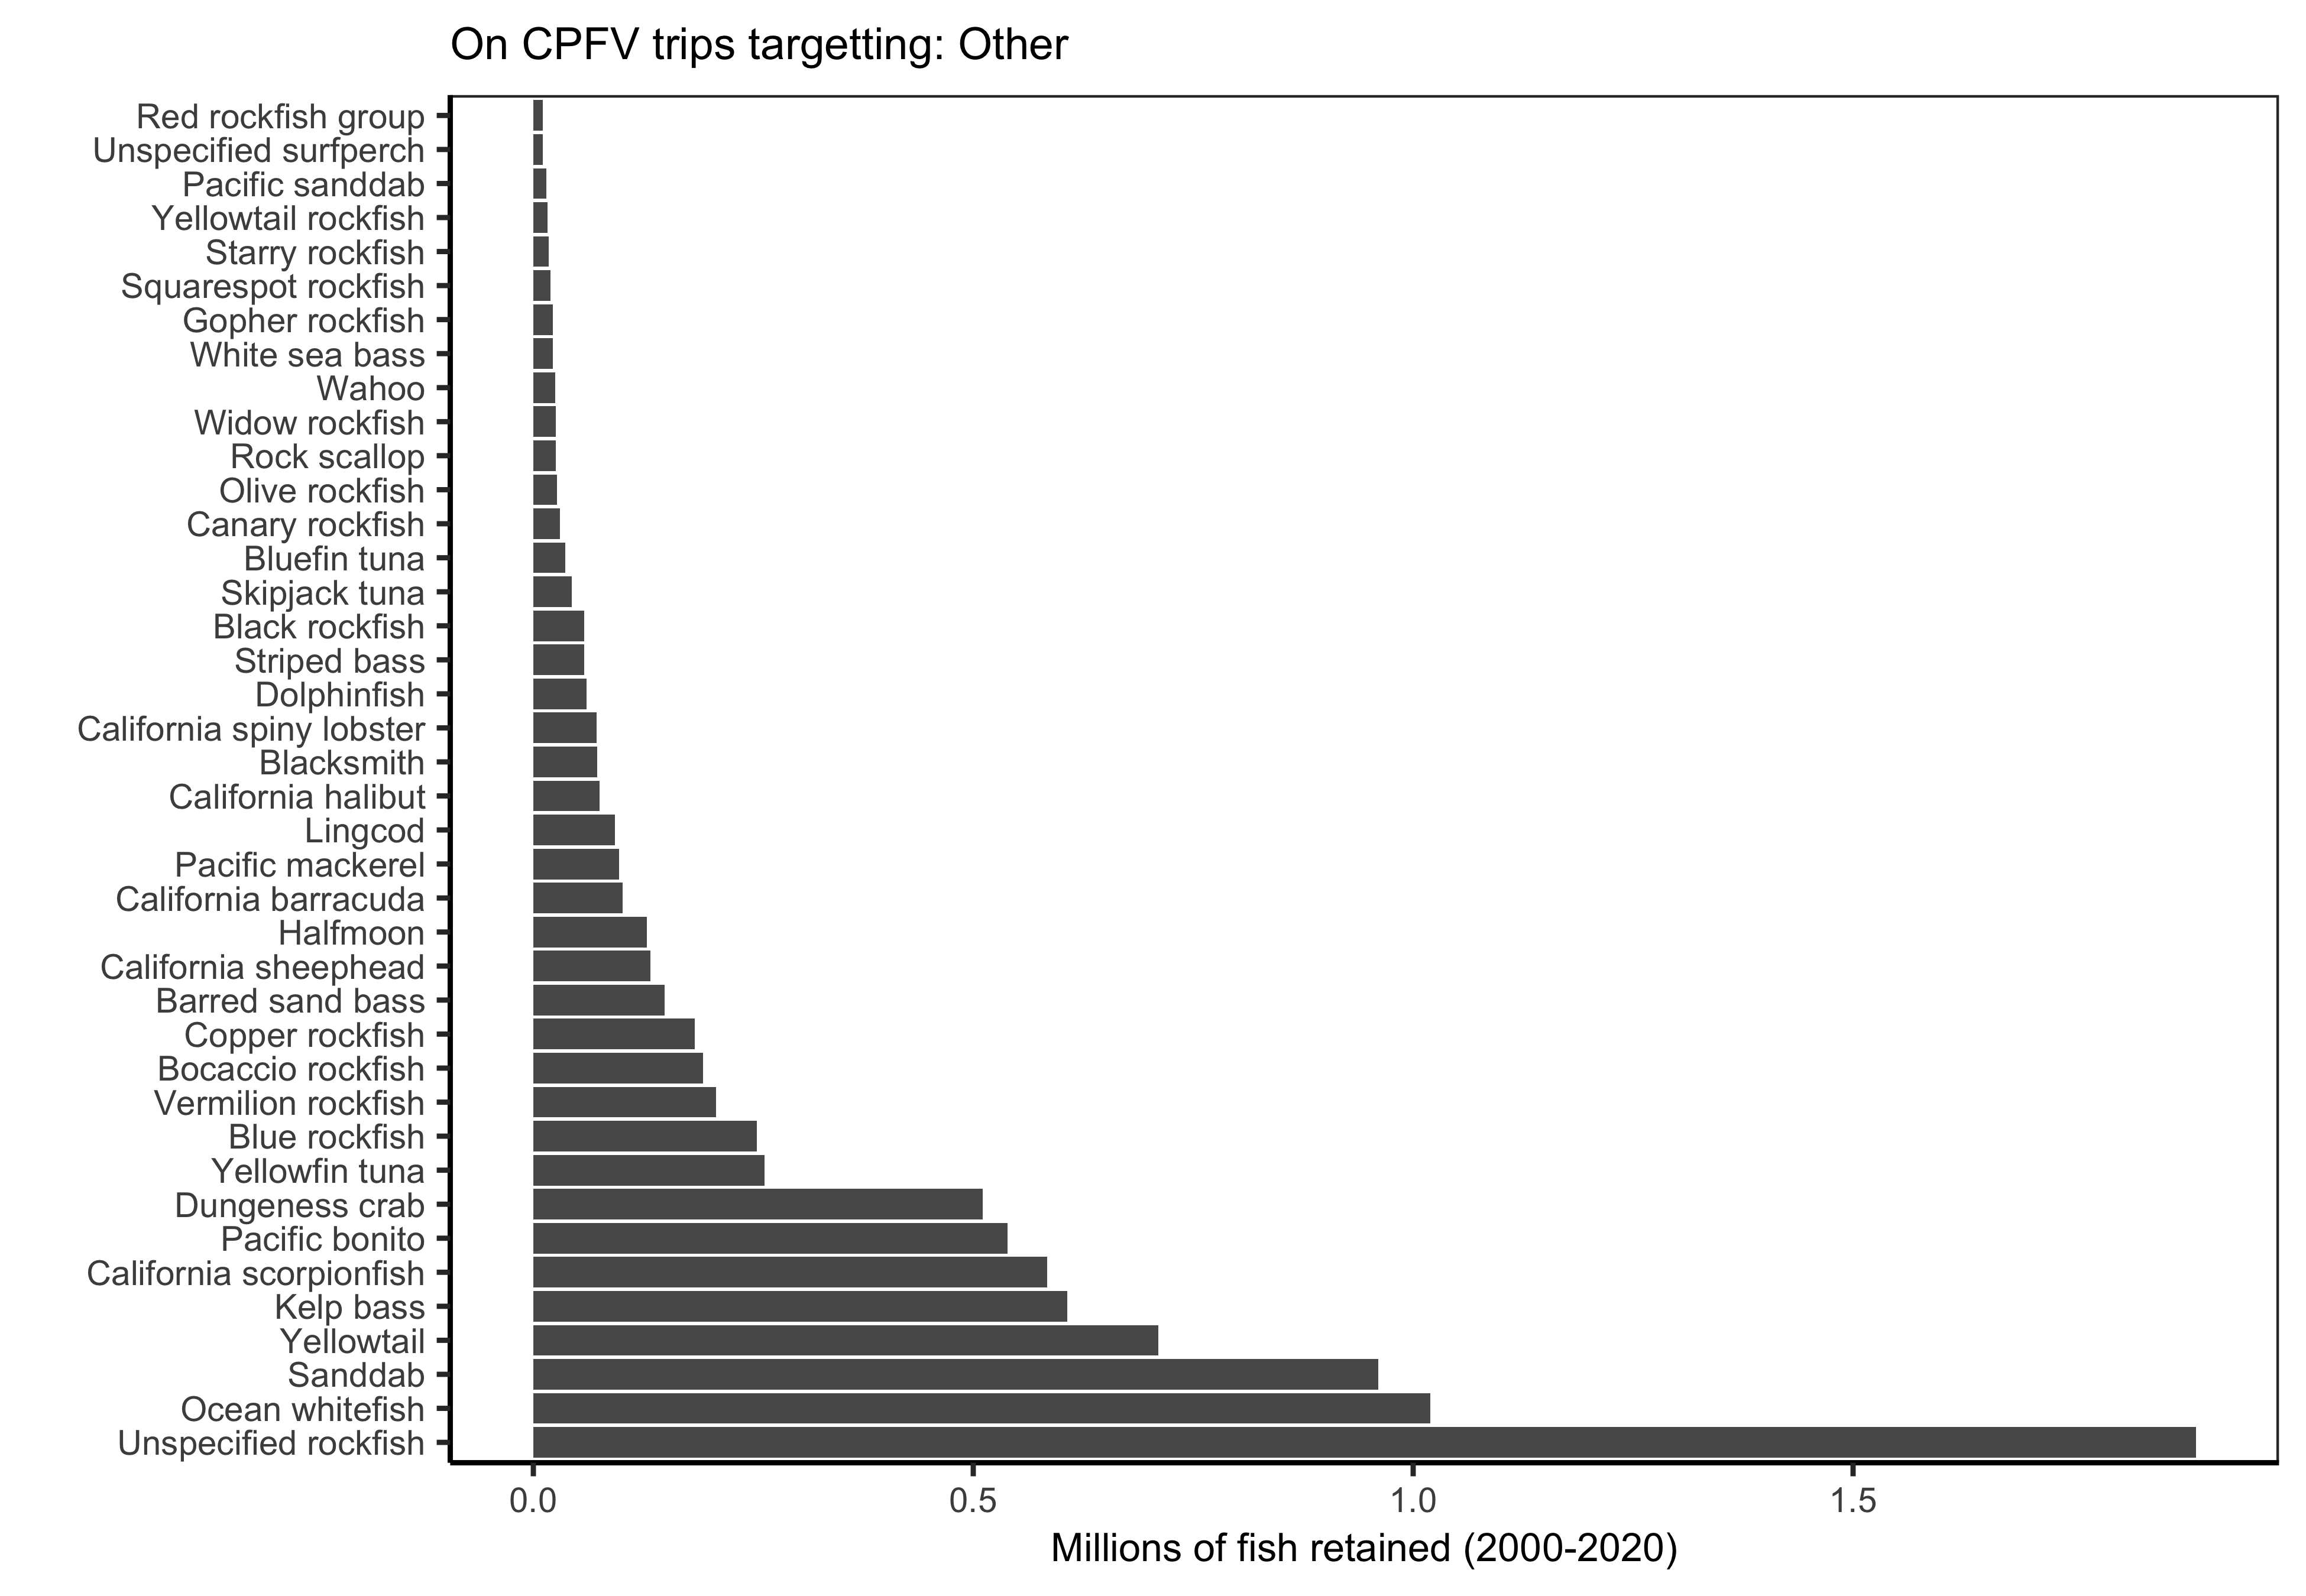 On CPFV trips targetting: Other
Red rockfish group
Unspecified surfperch
Pacific sanddab
Yellowtail rockfish
Starry rockfish
Squarespot rockfish
Gopher rockfish
White sea bass
Wahoo
Widow rockfish
Rock scallop
Olive rockfish
Canary rockfish
Bluefin tuna
Skipjack tuna
Black rockfish
Striped bass
Dolphinfish
California spiny lobster
Blacksmith
California halibut
Lingcod
Pacific mackerel
California barracuda
Halfmoon
California sheephead
Barred sand bass
Copper rockfish
Bocaccio rockfish
Vermilion rockfish
Blue rockfish
Yellowfin tuna
Dungeness crab
Pacific bonito
California scorpionfish
Kelp bass
Yellowtail
Sanddab
Ocean whitefish
Unspecified rockfish
0.0 0.5 1.0 1.5
Millions of fish retained (2000-2020)